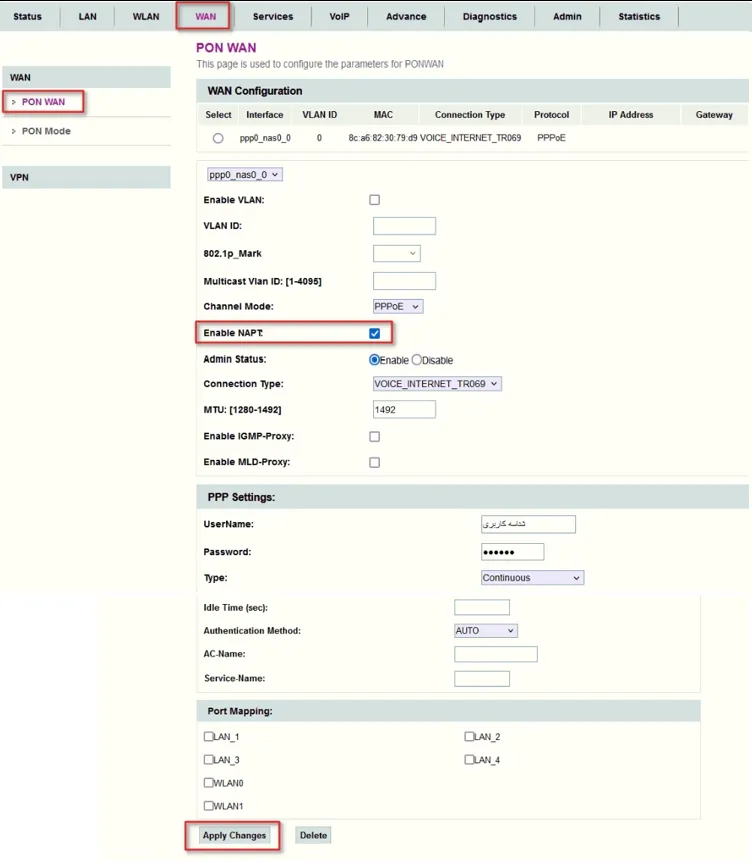 Status LAN WLAN WAN Services VoIP Advance Diagnostics Admin Statistics
PON WAN
This page is used to configure the parameters for PONWAN
WAN
> PON WAN
> PON Mode
VPN
WAN Configuration
Select Interface VLAN ID MAC Connection Type Protocol IP Address Gateway
ppp0_nas0_0 0 8c:a6:82:30:79:d9 VOICE_INTERNET_TR069 PPPoE
ppp0_nas0_0
Enable VLAN:
VLAN ID:
802.1p_Mark
Multicast Vlan ID: [1-4095]
Channel Mode: PPPoE
Enable NAPT:
Admin Status: Enable Disable
Connection Type: VOICE_INTERNET_TR069
MTU: [1280-1492] 1492
Enable IGMP-Proxy:
Enable MLD-Proxy:
PPP Settings:
UserName: شناسه کاربری
Password: ●●●●●●
Type: Continuous
Idle Time (sec):
Authentication Method: AUTO
AC-Name:
Service-Name:
Port Mapping:
LAN_1 LAN_2
LAN_3 LAN_4
WLAN0
WLAN1
Apply Changes Delete